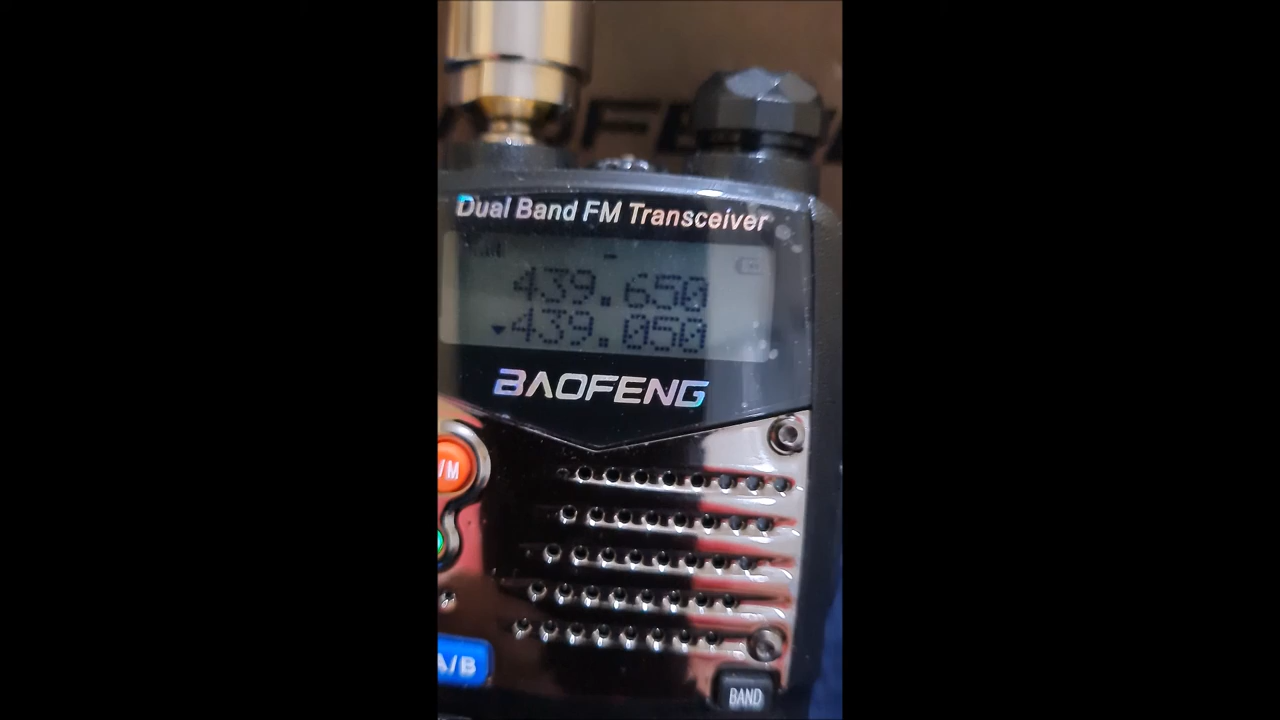 Dual Band FM Transceiver
439.650
439.050
BAOFENG
/M
A/B
BAND